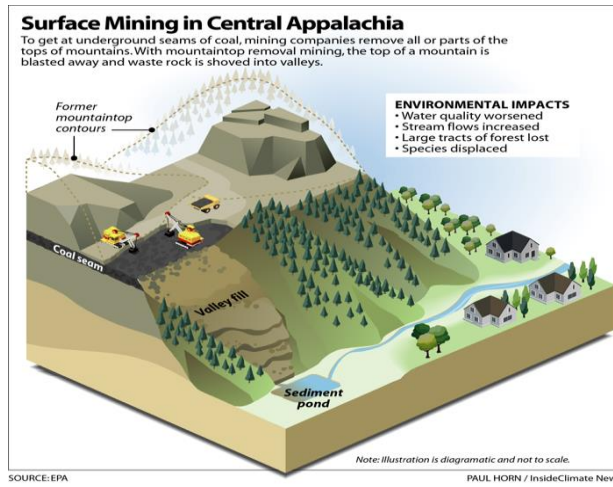 Surface Mining in Central Appalachia
To get at underground seams of coal, mining companies remove all or parts of the
tops of mountains. With mountaintop removal mining, the top of a mountain is
blasted away and waste rock is shoved into valleys.
Former
mountaintop
contours
ENVIRONMENTAL IMPACTS
• Water quality worsened
• Stream flows increased
• Large tracts of forest lost
• Species displaced
Coal seam
Valley fill
Sediment
pond
Note: Illustration is diagramatic and not to scale.
SOURCE: EPA
PAUL HORN / InsideClimate New